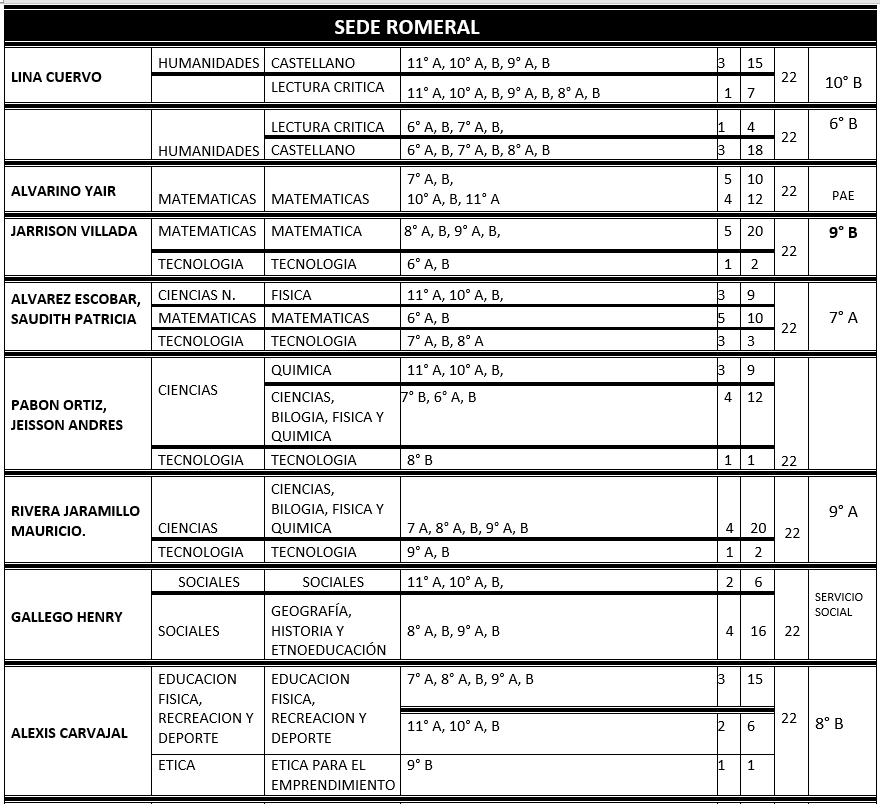 SEDE ROMERAL
LINA CUERVO
HUMANIDADES CASTELLANO 11° A, 10° A, B, 9° A, B 3 15
22
10° B
LECTURA CRITICA 11° A, 10° A, B, 9° A, B, 8° A, B 1 7
LECTURA CRITICA 6° A, B, 7° A, B, 1 4
22
6° B
HUMANIDADES CASTELLANO 6° A, B, 7° A, B, 8° A, B 3 18
ALVARINO YAIR
7° A, B, 5 10
MATEMATICAS MATEMATICAS 10° A, B, 11° A 4 12
22
PAE
JARRISON VILLADA MATEMATICAS MATEMATICA 8° A, B, 9° A, B, 5 20
22
9° B
TECNOLOGIA TECNOLOGIA 6° A, B 1 2
ALVAREZ ESCOBAR,
SAUDITH PATRICIA
CIENCIAS N. FISICA 11° A, 10° A, B, 3 9
MATEMATICAS MATEMATICAS 6° A, B 5 10
22
7° A
TECNOLOGIA TECNOLOGIA 7° A, B, 8° A 3 3
PABON ORTIZ,
JEISSON ANDRES
CIENCIAS
QUIMICA 11° A, 10° A, B, 3 9
CIENCIAS, 7° B, 6° A, B 4 12
BILOGIA, FISICA Y
QUIMICA
TECNOLOGIA TECNOLOGIA 8° B 1 1
22
RIVERA JARAMILLO
MAURICIO.
CIENCIAS,
BILOGIA, FISICA Y
CIENCIAS QUIMICA 7 A, 8° A, B, 9° A, B 4 20
22
9° A
TECNOLOGIA TECNOLOGIA 9° A, B 1 2
GALLEGO HENRY
SOCIALES SOCIALES 11° A, 10° A, B, 2 6
SERVICIO
SOCIAL
GEOGRAFÍA,
SOCIALES HISTORIA Y 8° A, B, 9° A, B 4 16 22
ETNOEDUCACIÓN
ALEXIS CARVAJAL
EDUCACION EDUCACION 7° A, 8° A, B, 9° A, B 3 15
FISICA, FISICA,
RECREACION Y RECREACION Y 11° A, 10° A, B 2 6
DEPORTE DEPORTE
22
8° B
ETICA ETICA PARA EL 9° B 1 1
EMPRENDIMIENTO